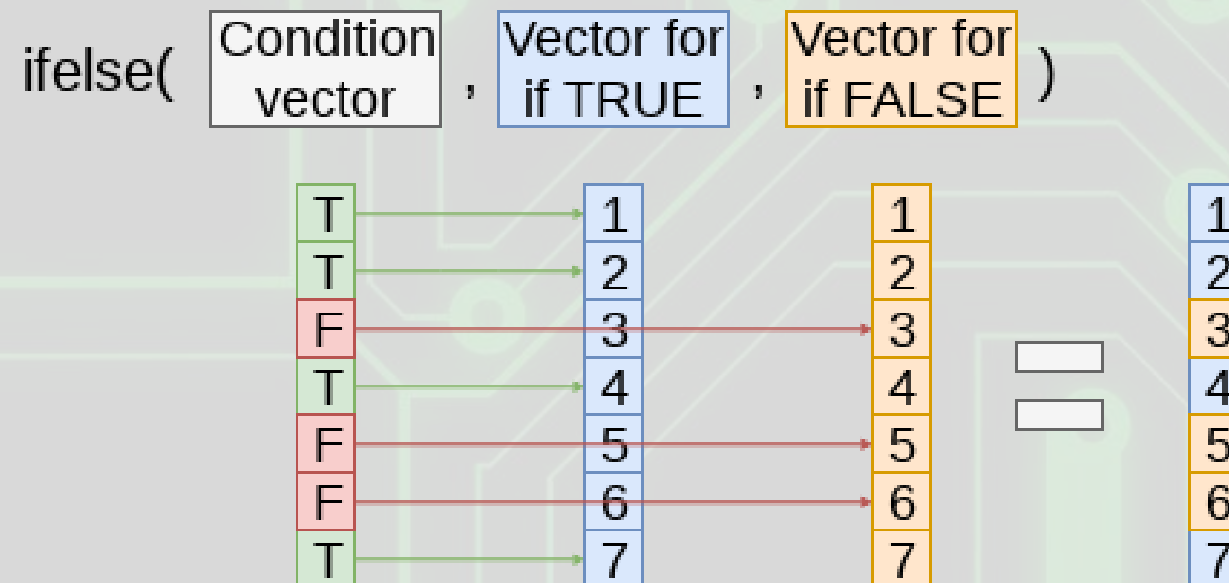 ifelse( Condition vector , Vector for if TRUE , Vector for if FALSE )
T 1 1 1
T 2 2 2
F 3 3 3
T 4 4 4
F 5 5 5
F 6 6 6
T 7 7 7